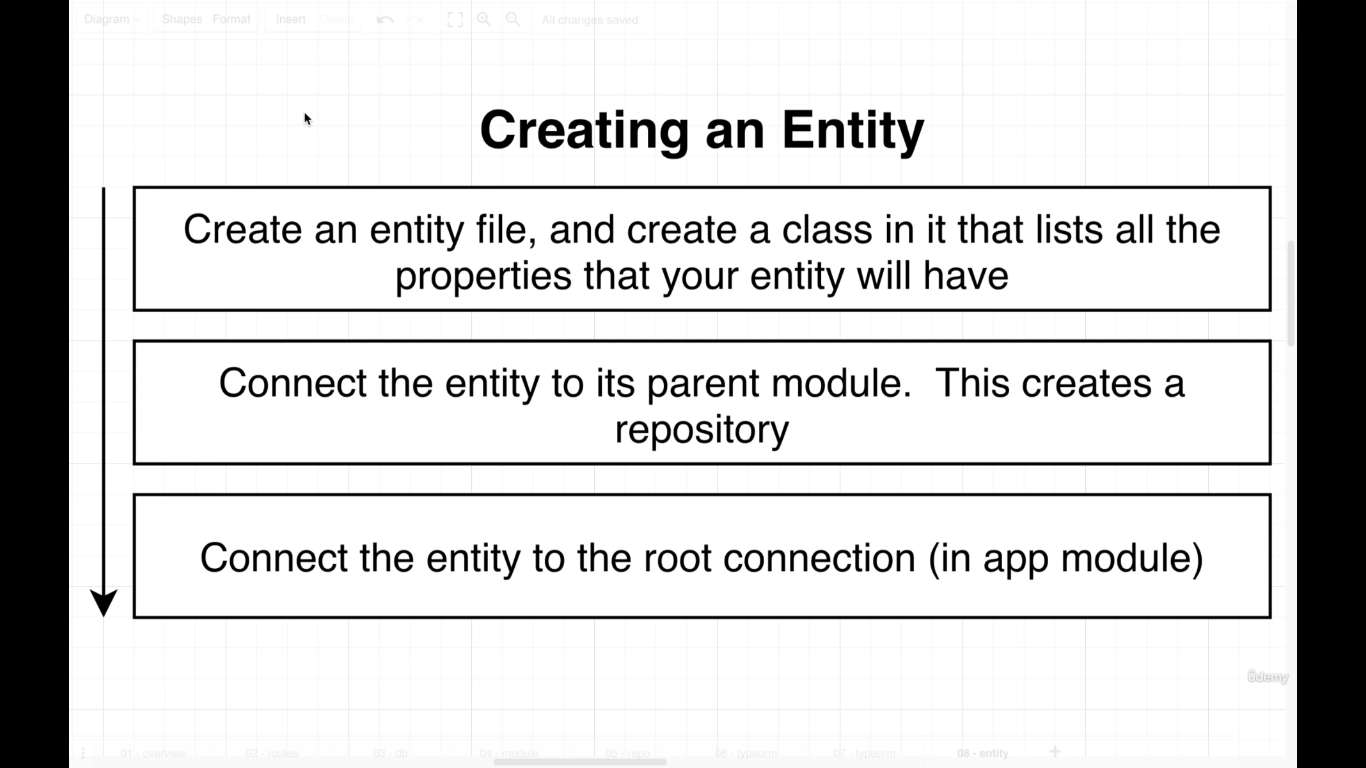 Diagram Shapes Format Insert Delete All changes saved
Creating an Entity
Create an entity file, and create a class in it that lists all the
properties that your entity will have
Connect the entity to its parent module.  This creates a
repository
Connect the entity to the root connection (in app module)
ûdemy
01 - overview 02 - routes 03 - db 04 - module 05 - repo 06 - typeorm 07 - typeorm 08 - entity +